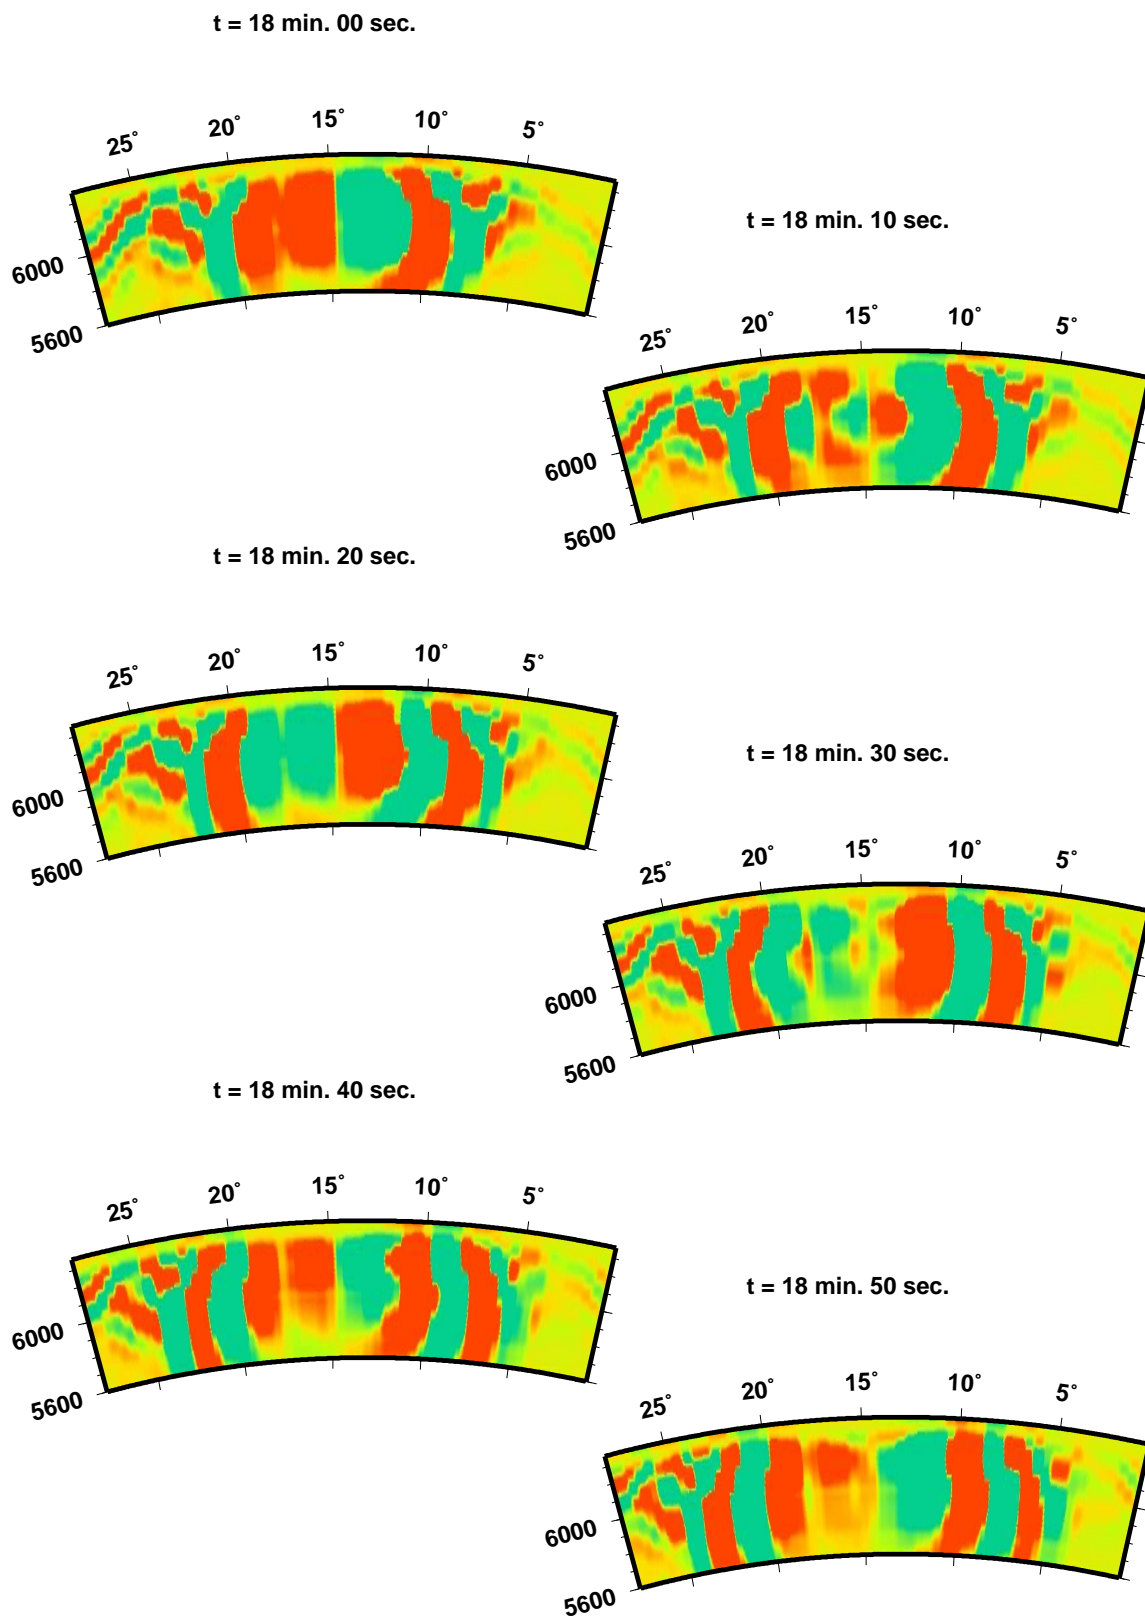 t = 18 min. 00 sec.
25° 20° 15° 10° 5°
6000
5600
t = 18 min. 10 sec.
25° 20° 15° 10° 5°
6000
5600
t = 18 min. 20 sec.
25° 20° 15° 10° 5°
6000
5600
t = 18 min. 30 sec.
25° 20° 15° 10° 5°
6000
5600
t = 18 min. 40 sec.
25° 20° 15° 10° 5°
6000
5600
t = 18 min. 50 sec.
25° 20° 15° 10° 5°
6000
5600